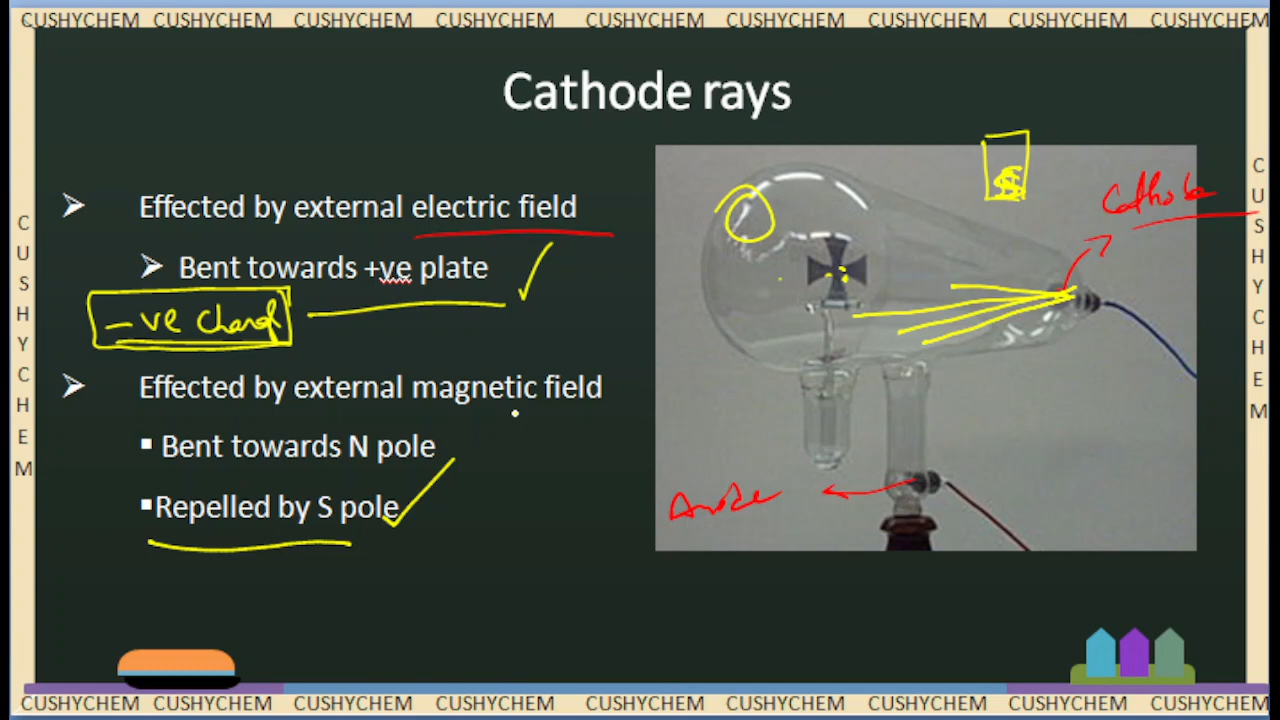 CUSHYCHEM CUSHYCHEM CUSHYCHEM CUSHYCHEM CUSHYCHEM CUSHYCHEM CUSHYCHEM CUSHYCHEM CUSHYCHEM
Cathode rays
Effected by external electric field
Bent towards +ve plate
-ve charge
Effected by external magnetic field
Bent towards N pole
Repelled by S pole
S
Cathode
Anode
CUSHYCHEM
CUSHYCHEM
CUSHYCHEM CUSHYCHEM CUSHYCHEM CUSHYCHEM CUSHYCHEM CUSHYCHEM CUSHYCHEM CUSHYCHEM CUSHYCHEM